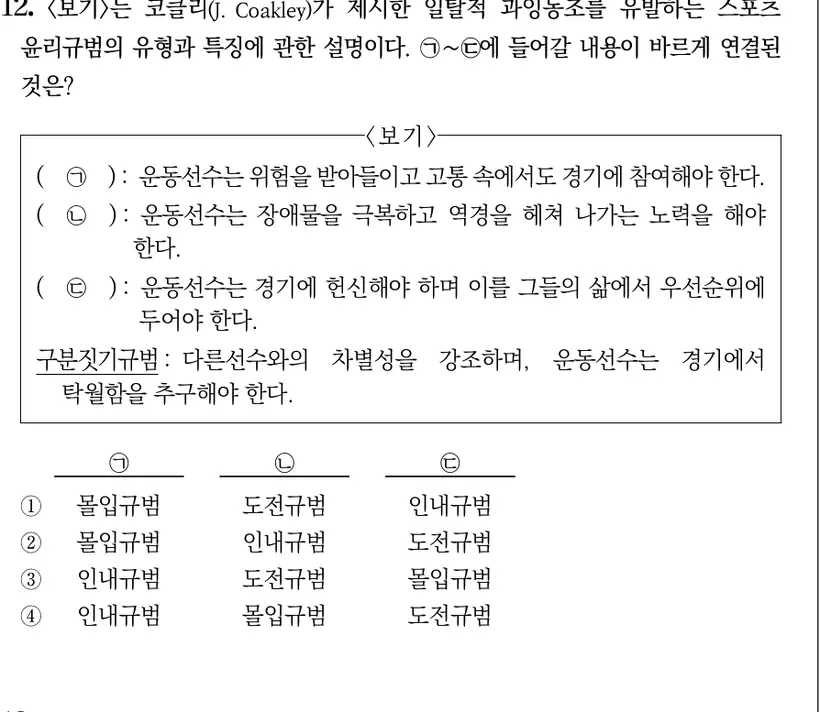 12. <보기>는 코클리(J. Coakley)가 제시한 일탈적 과잉동조를 유발하는 스포츠
윤리규범의 유형과 특징에 관한 설명이다. ㉠~㉢에 들어갈 내용이 바르게 연결된
것은?
<보기>
( ㉠ ) : 운동선수는 위험을 받아들이고 고통 속에서도 경기에 참여해야 한다.
( ㉡ ) : 운동선수는 장애물을 극복하고 역경을 헤쳐 나가는 노력을 해야
한다.
( ㉢ ) : 운동선수는 경기에 헌신해야 하며 이를 그들의 삶에서 우선순위에
두어야 한다.
구분짓기규범 : 다른선수와의 차별성을 강조하며, 운동선수는 경기에서
탁월함을 추구해야 한다.
㉠ ㉡ ㉢
① 몰입규범 도전규범 인내규범
② 몰입규범 인내규범 도전규범
③ 인내규범 도전규범 몰입규범
④ 인내규범 몰입규범 도전규범